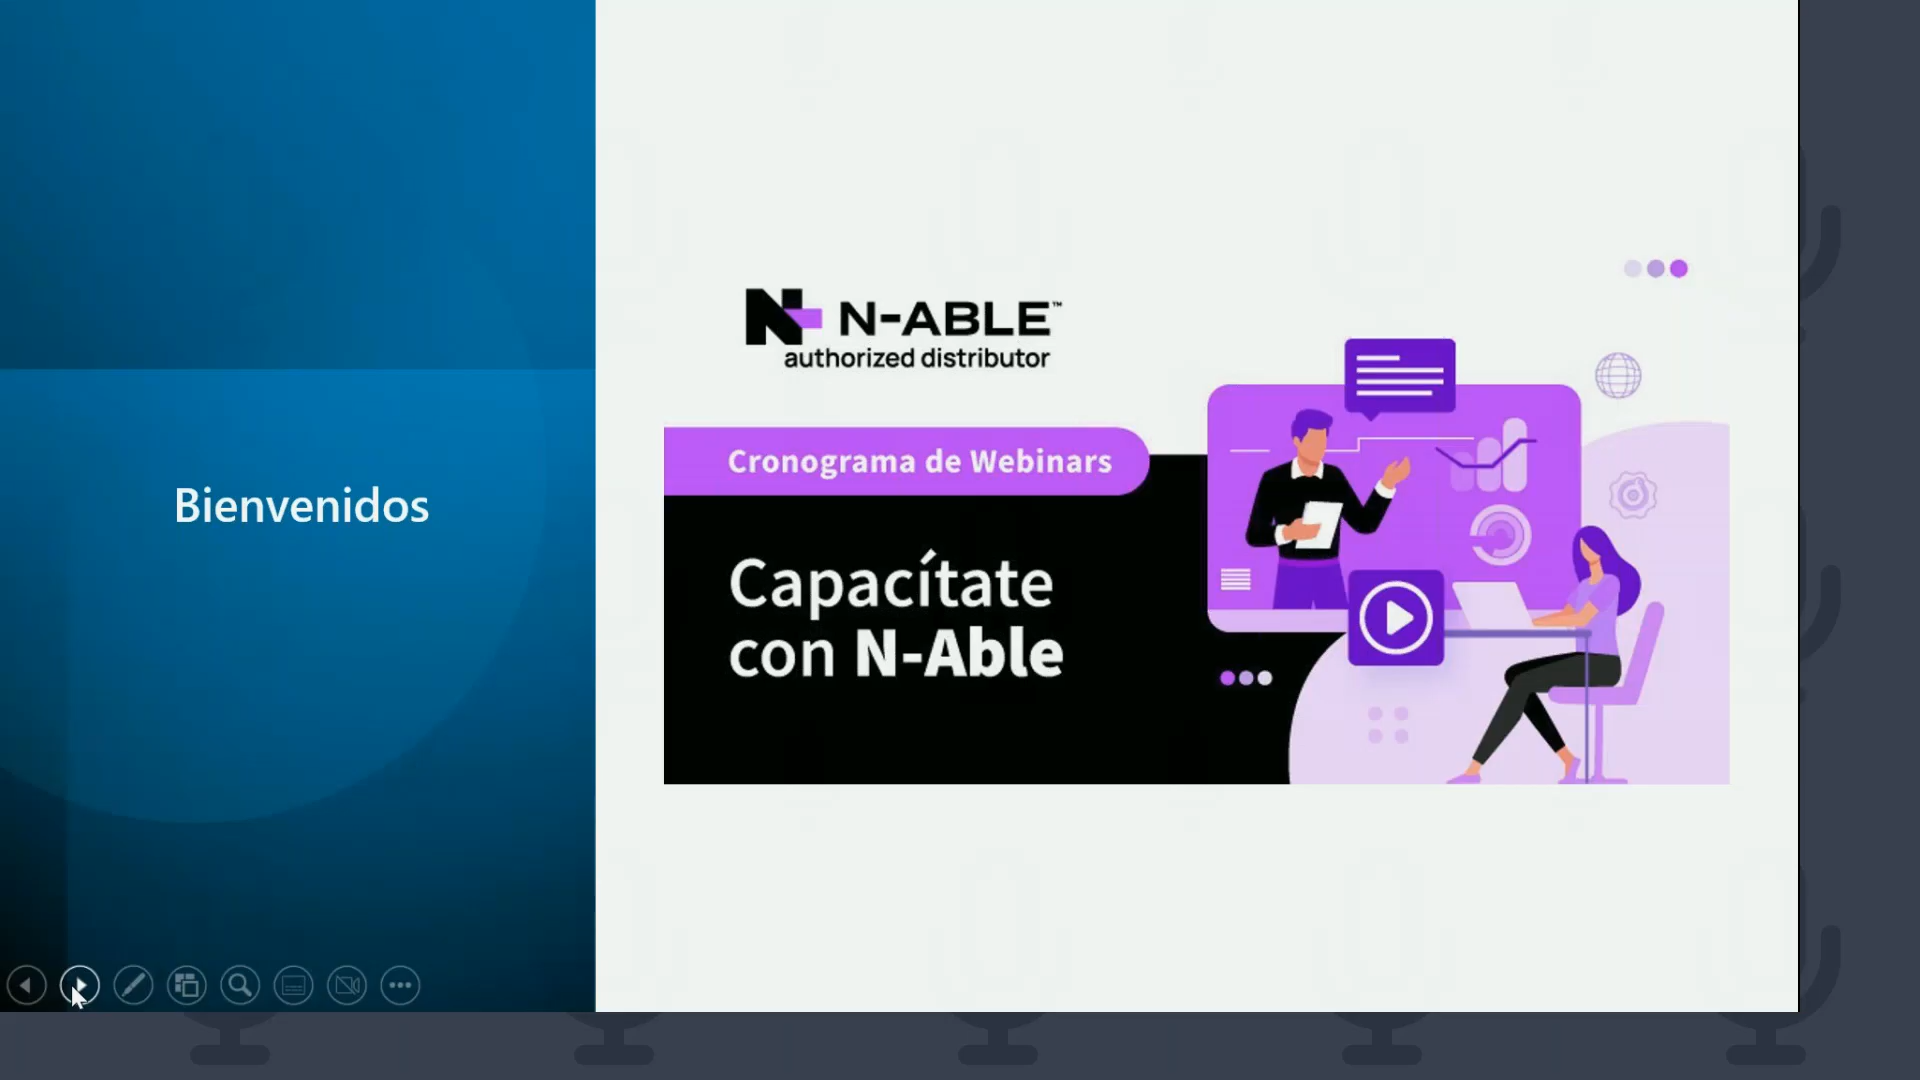 Bienvenidos
N-ABLE™
authorized distributor
Cronograma de Webinars
Capacítate
con N-Able